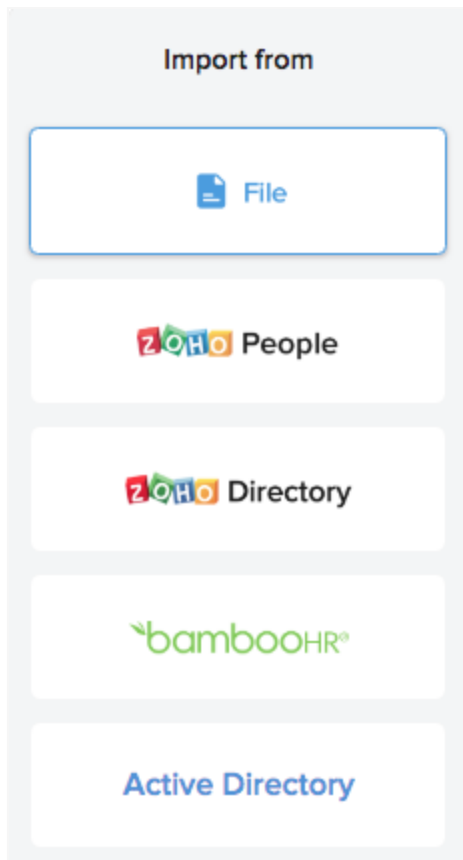 Import from
File
ZOHO People
ZOHO Directory
bambooHR®
Active Directory